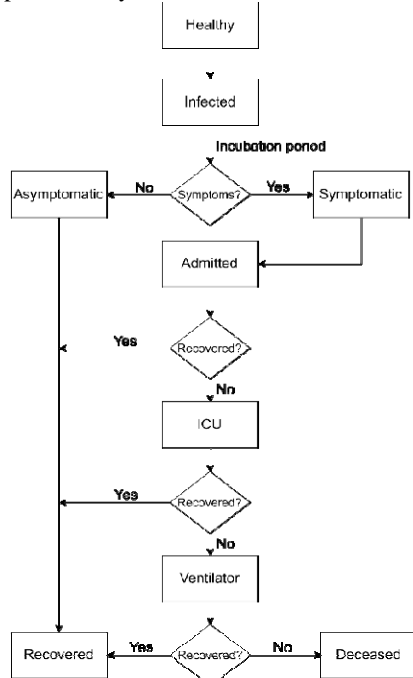 Healthy
Infected
Incubation period
Asymptomatic
No
Symptoms?
Yes
Symptomatic
Admitted
Yes
Recovered?
No
ICU
Yes
Recovered?
No
Ventilator
Recovered
Yes
Recovered?
No
Deceased